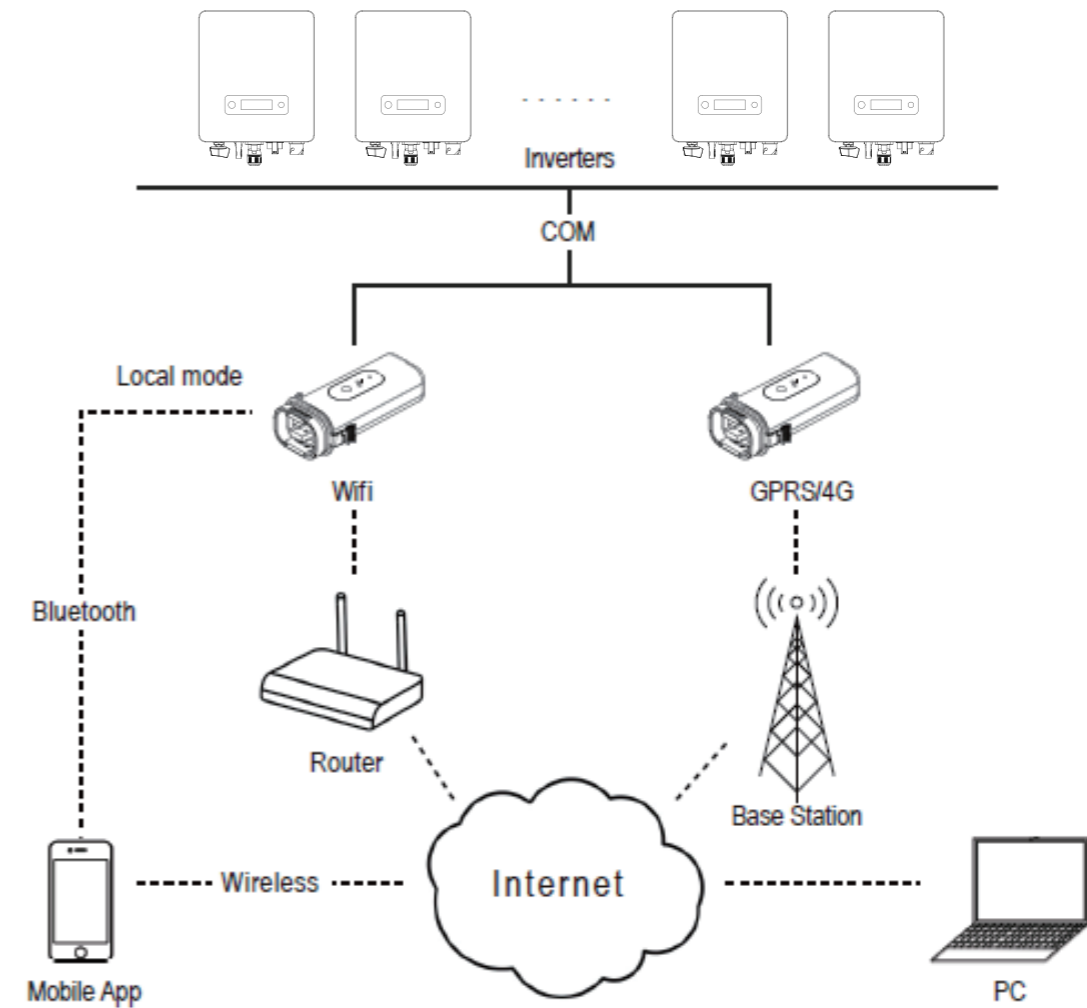 Inverters
COM
Local mode
Wifi
GPRS/4G
Bluetooth
Router
Base Station
Wireless
Internet
Mobile App
PC